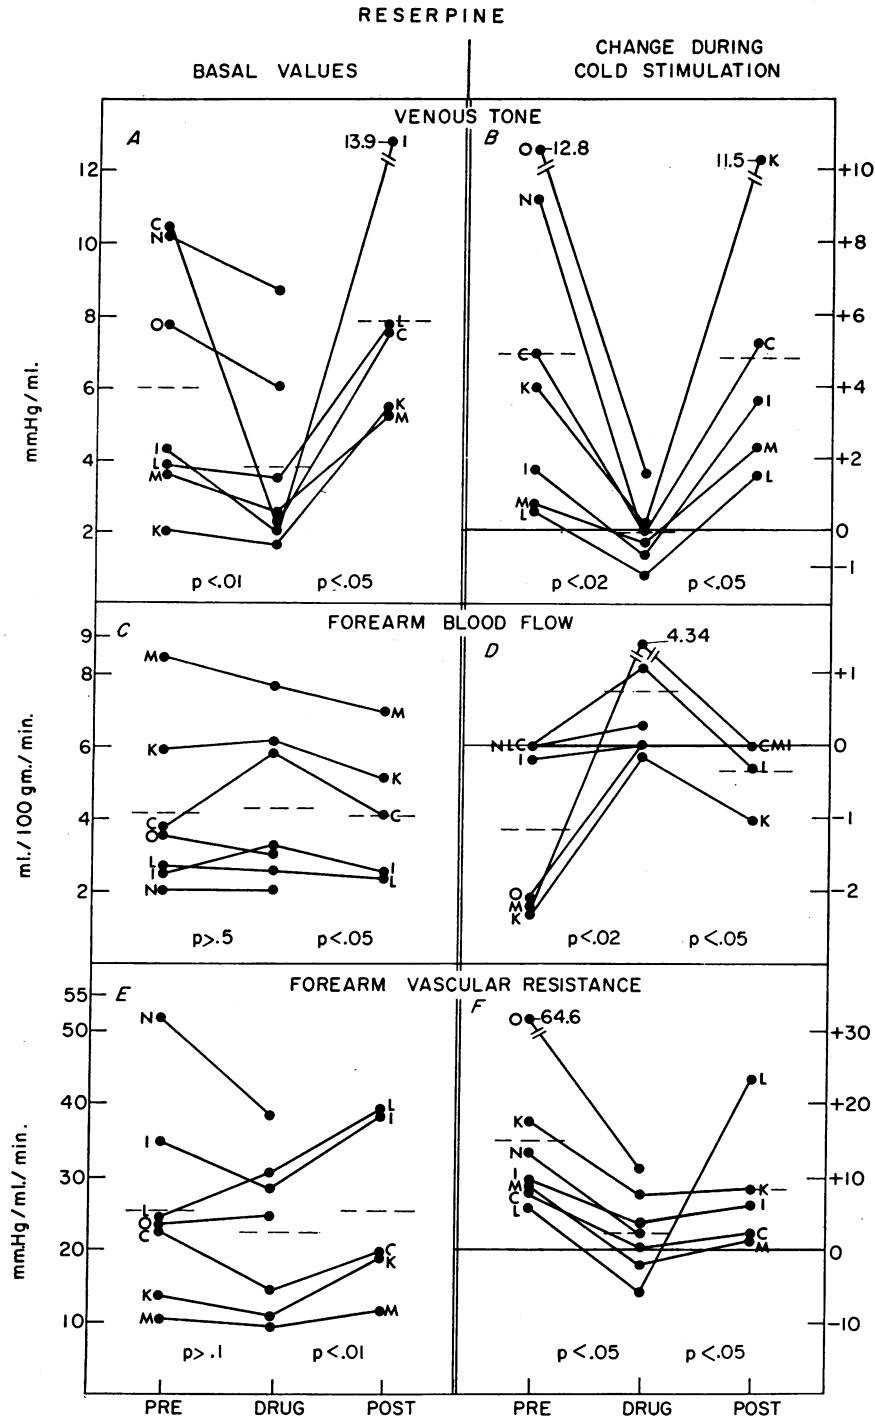 RESERPINE
BASAL VALUES
CHANGE DURING
COLD STIMULATION
VENOUS TONE
A
B
mmHg/ml.
12
10
8
6
4
2
C
N
O
I
L
M
K
13.9 I
L
C
K
M
p <.01
p <.05
O 12.8
N
C
K
I
M
L
11.5 K
C
I
M
L
+10
+8
+6
+4
+2
0
-1
p <.02
p <.05
FOREARM BLOOD FLOW
C
D
ml./100 gm./min.
9
8
6
4
2
M
K
C
O
L
I
N
M
K
C
I
L
p >.5
p <.05
4.34
NLC
I
O
M
K
CMI
L
K
+1
0
-1
-2
p <.02
p <.05
FOREARM VASCULAR RESISTANCE
E
F
mmHg/ml./min.
55
50
40
30
20
10
N
I
L
O
C
K
M
L
I
C
K
M
p >.1
p <.01
O 64.6
K
N
I
M
C
L
L
K
I
C
M
+30
+20
+10
0
-10
p <.05
p <.05
PRE DRUG POST PRE DRUG POST